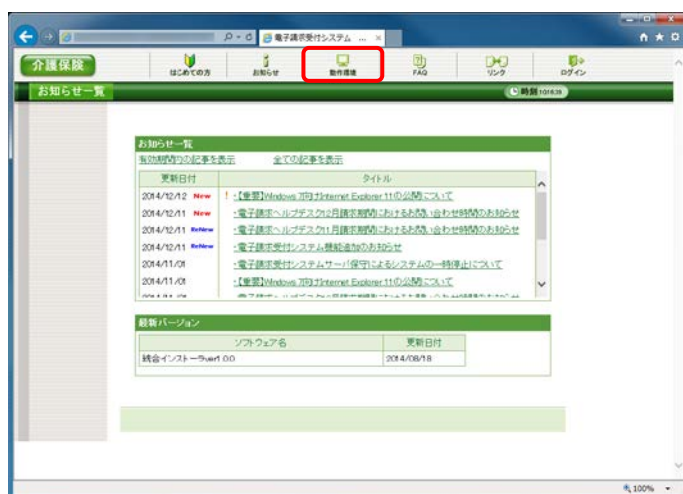 電子請求受付システム ...
介護保険
はじめての方
お知らせ
動作環境
FAQ
リンク
ログイン
お知らせ一覧
時刻
お知らせ一覧
有効期間内の記事を表示 全ての記事を表示
更新日付 タイトル
2014/12/12 New ! ・【重要】Windows 7向けInternet Explorer 11の公開について
2014/12/11 New ・電子請求ヘルプデスク12月請求期間におけるお問い合わせ時間のお知らせ
2014/12/11 ReNew ・電子請求ヘルプデスク11月請求期間におけるお問い合わせ時間のお知らせ
2014/12/11 ReNew ・電子請求受付システム機能追加のお知らせ
2014/11/01 ・電子請求受付システムサーバ保守によるシステムの一時停止について
2014/11/01 ・【重要】Windows 7向けInternet Explorer 11の公開について
最新バージョン
ソフトウェア名 更新日付
統合インストーラver1.0.0 2014/08/18
100%